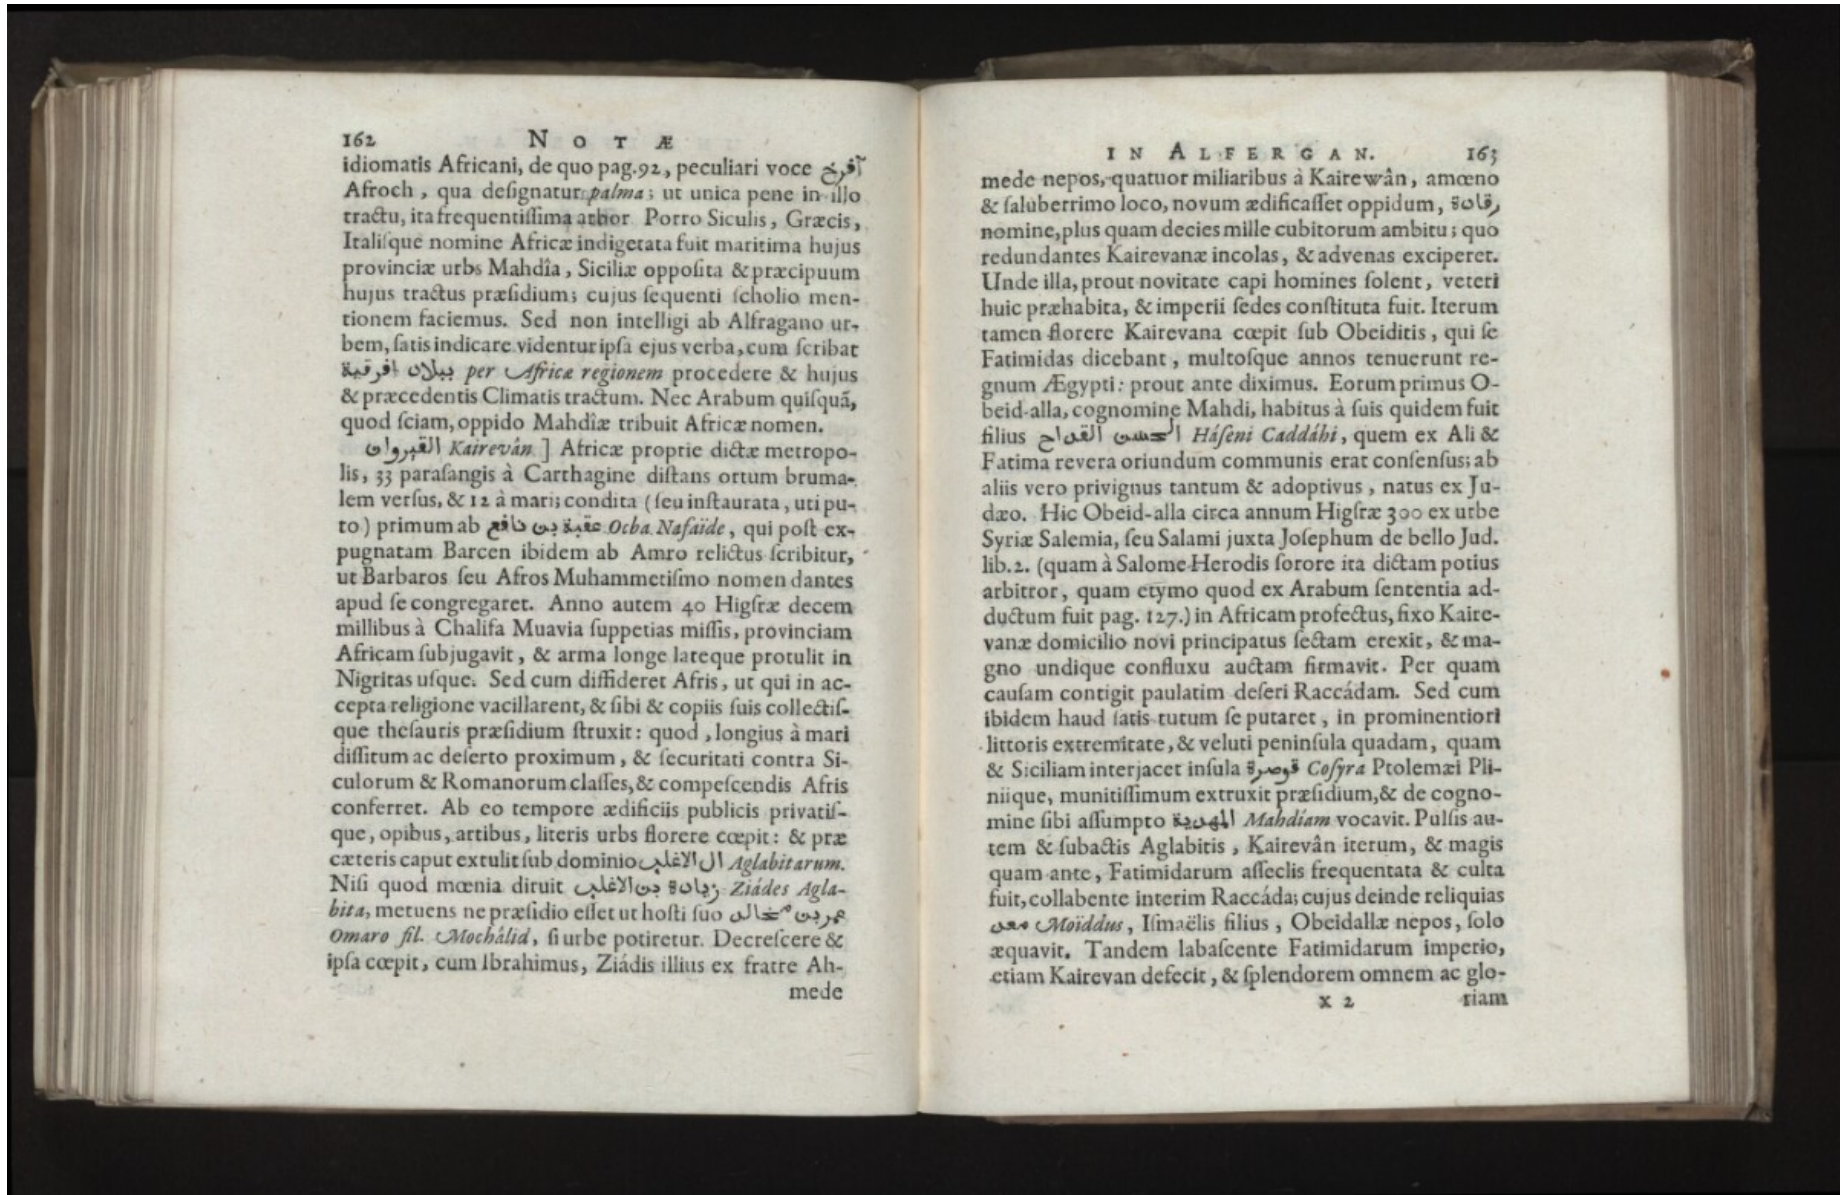 162 NOTÆ
idiomatis Africani, de quo pag. 92, peculiari voce آفرخ
Afroch, qua deſignatur palma; ut unica pene in illo
tractu, ita frequentiſſima arbor. Porro Siculis, Græcis,
Italiſque nomine Africæ indigetata fuit maritima hujus
provinciæ urbs Mahdîa, Siciliæ oppoſita & præcipuum
hujus tractus præſidium; cujus ſequenti ſcholio men-
tionem faciemus. Sed non intelligi ab Alfragano ur-
bem, ſatis indicare videntur ipſa ejus verba, cum ſcribat
ببلاد افرقية per Africæ regionem procedere & hujus
& præcedentis Climatis tractum. Nec Arabum quiſquã,
quod ſciam, oppido Mahdîæ tribuit Africæ nomen.
القيروان Kairevân ] Africæ proprie dictæ metropo-
lis, 33 paraſangis à Carthagine diſtans ortum bruma-
lem verſus, & 12 à mari; condita (ſeu inſtaurata, uti pu-
to) primum ab عقبة بن نافع Ocba Nafaïde, qui poſt ex-
pugnatam Barcen ibidem ab Amro relictus ſcribitur,
ut Barbaros ſeu Afros Muhammetiſmo nomen dantes
apud ſe congregaret. Anno autem 40 Higſræ decem
millibus à Chalifa Muavia ſuppetias miſſis, provinciam
Africam ſubjugavit, & arma longe lateque protulit in
Nigritas uſque. Sed cum diffideret Afris, ut qui in ac-
cepta religione vacillarent, & ſibi & copiis ſuis collectiſ-
que theſauris præſidium ſtruxit: quod, longius à mari
diſſitum ac deſerto proximum, & ſecuritati contra Si-
culorum & Romanorum claſſes, & compeſcendis Afris
conferret. Ab eo tempore ædificiis publicis privatiſ-
que, opibus, artibus, literis urbs florere cœpit: & præ
cæteris caput extulit ſub dominio ال الاغلب Aglabitarum.
Niſi quod mœnia diruit زيادة بن الاغلب Ziádes Agla-
bita, metuens ne præſidio eſſet ut hoſti ſuo عمر بن مخالد
Omaro fil. Mochâlid, ſi urbe potiretur. Decreſcere &
ipſa cœpit, cum Ibrahimus, Ziádis illius ex fratre Ah-
mede
IN ALFERGAN. 163
mede nepos, quatuor miliaribus à Kairewân, amœno
& ſaluberrimo loco, novum ædificaſſet oppidum, رقادة
nomine, plus quam decies mille cubitorum ambitu; quo
redundantes Kairevanæ incolas, & advenas exciperet.
Unde illa, prout novitate capi homines ſolent, veteri
huic præhabita, & imperii ſedes conſtituta fuit. Iterum
tamen florere Kairevana cœpit ſub Obeiditis, qui ſe
Fatimidas dicebant, multoſque annos tenuerunt re-
gnum Ægypti: prout ante diximus. Eorum primus O-
beid-alla, cognomine Mahdi, habitus à ſuis quidem fuit
filius الحسن القداح Háſeni Caddáhi, quem ex Ali &
Fatima revera oriundum communis erat conſenſus; ab
aliis vero privignus tantum & adoptivus, natus ex Ju-
dæo. Hic Obeid-alla circa annum Higſræ 300 ex urbe
Syriæ Salemia, ſeu Salami juxta Joſephum de bello Jud.
lib. 2. (quam à Salome Herodis ſorore ita dictam potius
arbitror, quam etymo quod ex Arabum ſententia ad-
ductum fuit pag. 127.) in Africam profectus, fixo Kaire-
vanæ domicilio novi principatus ſectam erexit, & ma-
gno undique confluxu auctam firmavit. Per quam
cauſam contigit paulatim deſeri Raccádam. Sed cum
ibidem haud ſatis tutum ſe putaret, in prominentiori
littoris extremitate, & veluti peninſula quadam, quam
& Siciliam interjacet inſula قوصرة Coſyra Ptolemæi Pli-
niique, munitiſſimum extruxit præſidium, & de cogno-
mine ſibi aſſumpto المهدية Mahdíam vocavit. Pulſis au-
tem & ſubactis Aglabitis, Kairevân iterum, & magis
quam ante, Fatimidarum aſſeclis frequentata & culta
fuit, collabente interim Raccáda; cujus deinde reliquias
معد Moïddus, Iſmaëlis filius, Obeidallæ nepos, ſolo
æquavit. Tandem labaſcente Fatimidarum imperio,
etiam Kairevan defecit, & ſplendorem omnem ac glo-
X 2 riam